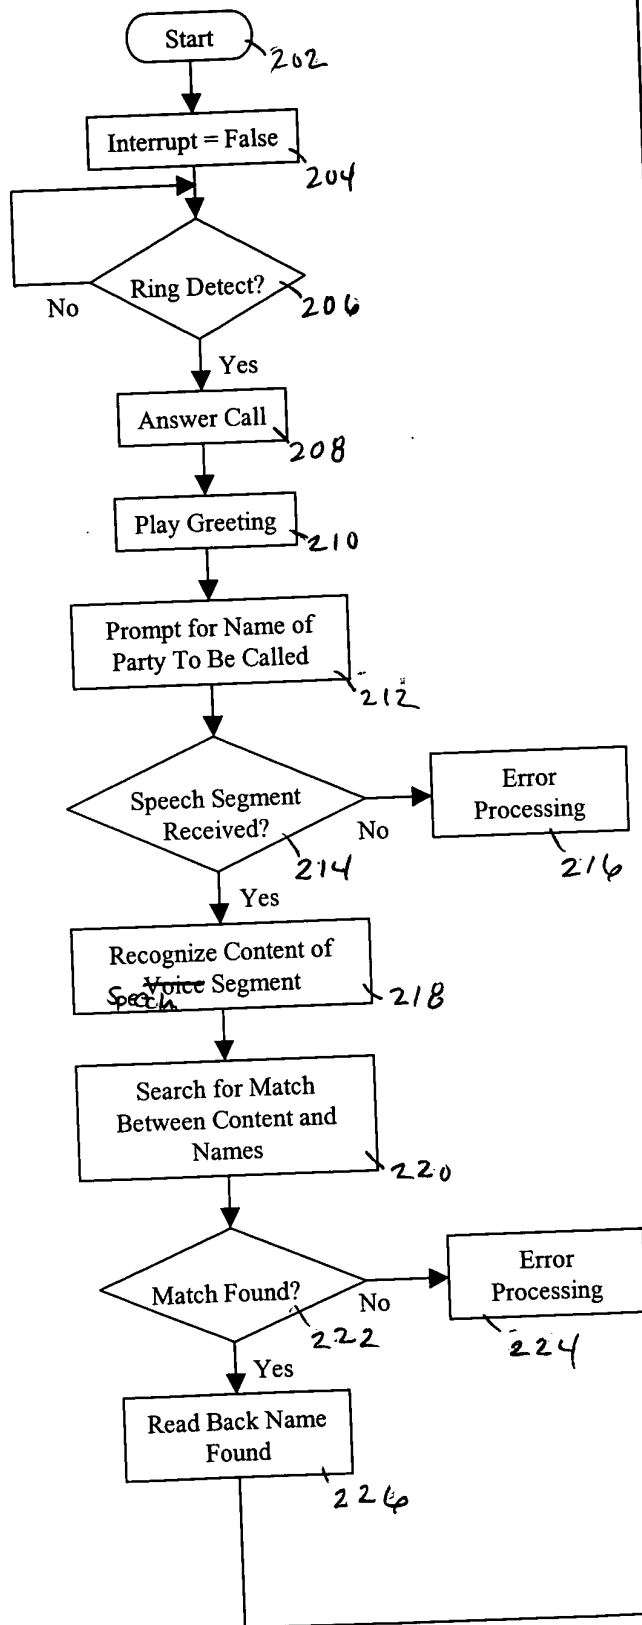 Start
202
Interrupt = False
204
Ring Detect?
206
No
Yes
Answer Call
208
Play Greeting
210
Prompt for Name of
Party To Be Called
212
Speech Segment
Received?
214
No
Error
Processing
216
Yes
Recognize Content of
Voice Segment
Speech
218
Search for Match
Between Content and
Names
220
Match Found?
222
No
Error
Processing
224
Yes
Read Back Name
Found
226